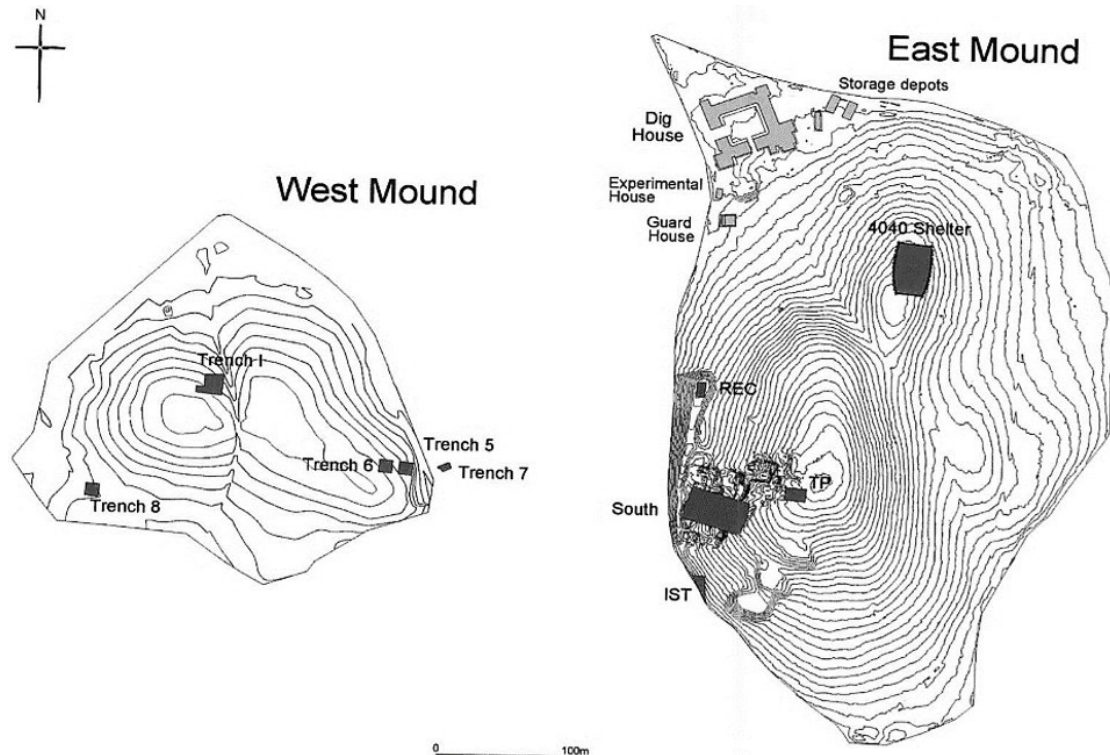 N
East Mound
Storage depots
Dig
House
Experimental
House
Guard
House
West Mound
4040 Shelter
Trench I
REC
Trench 5
Trench 6
Trench 7
TP
Trench 8
South
IST
0
100m